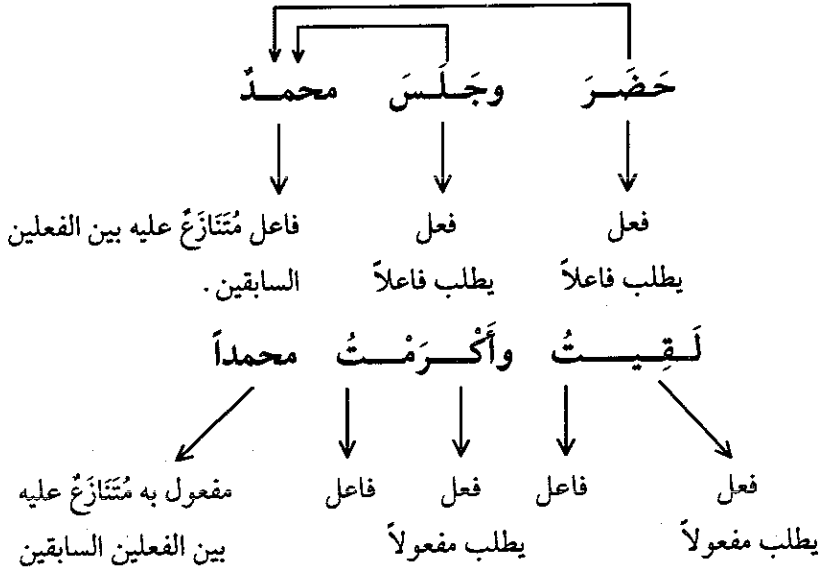 حَضَرَ وجَلَسَ محمدٌ
فعل فعل فاعل مُتَنَازَعٌ عليه بين الفعلين
يطلب فاعلاً يطلب فاعلاً السابقين .
لَقِيتُ وأَكْرَمْتُ محمداً
فعل فاعل فعل فاعل مفعول به مُتَنَازَعٌ عليه
يطلب مفعولاً يطلب مفعولاً بين الفعلين السابقين